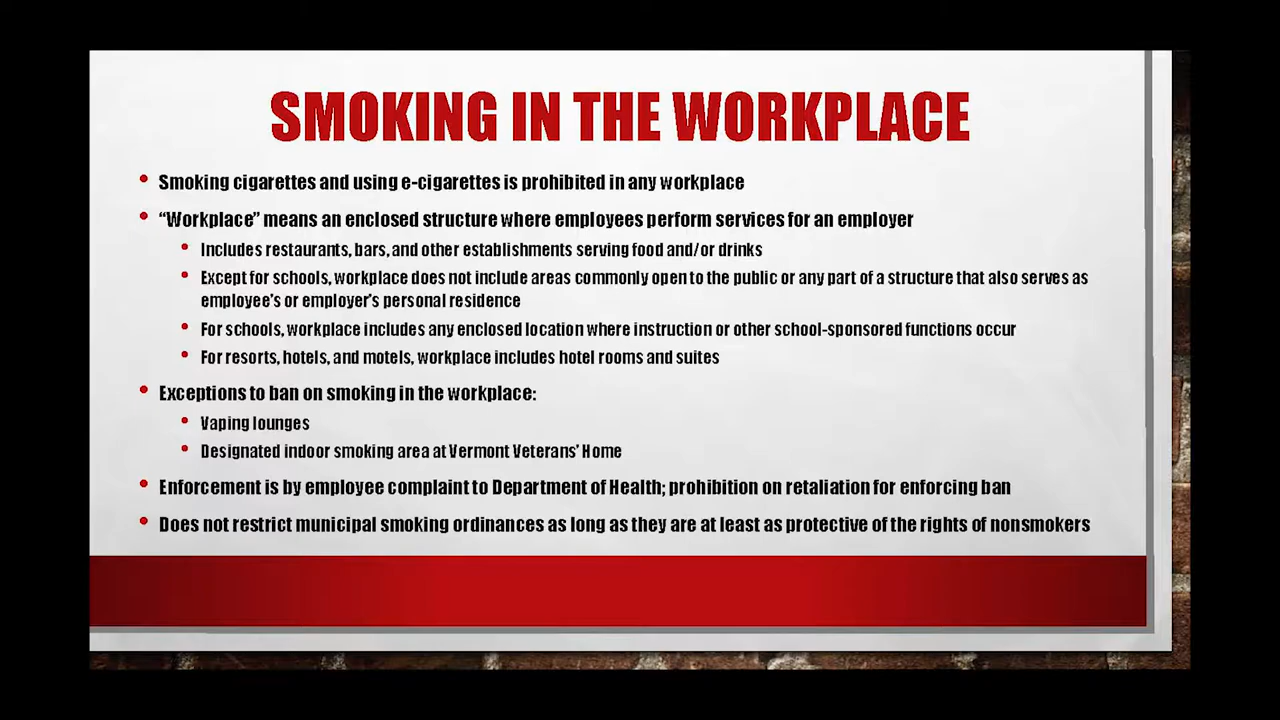 SMOKING IN THE WORKPLACE
• Smoking cigarettes and using e-cigarettes is prohibited in any workplace
• “Workplace” means an enclosed structure where employees perform services for an employer
• Includes restaurants, bars, and other establishments serving food and/or drinks
• Except for schools, workplace does not include areas commonly open to the public or any part of a structure that also serves as
employee’s or employer’s personal residence
• For schools, workplace includes any enclosed location where instruction or other school-sponsored functions occur
• For resorts, hotels, and motels, workplace includes hotel rooms and suites
• Exceptions to ban on smoking in the workplace:
• Vaping lounges
• Designated indoor smoking area at Vermont Veterans’ Home
• Enforcement is by employee complaint to Department of Health; prohibition on retaliation for enforcing ban
• Does not restrict municipal smoking ordinances as long as they are at least as protective of the rights of nonsmokers